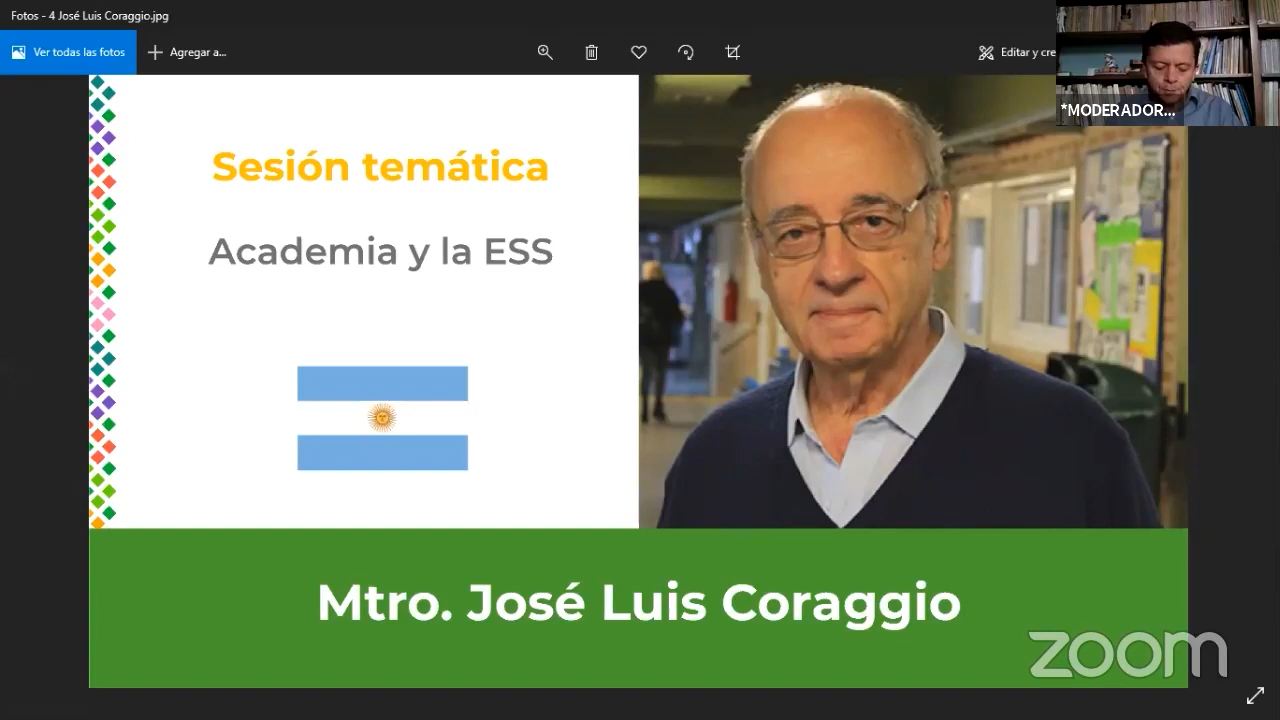 Fotos - 4 José Luis Coraggio.jpg
Ver todas las fotos
Agregar a...
Editar y cre
*MODERADOR...
Sesión temática
Academia y la ESS
Mtro. José Luis Coraggio
zoom